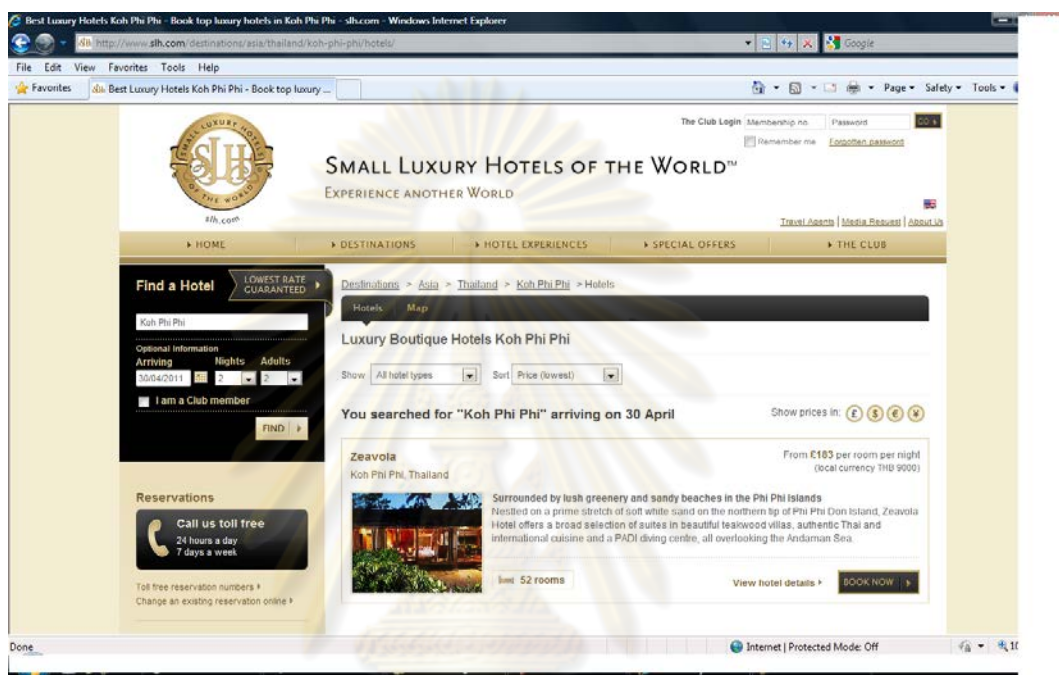 Best Luxury Hotels Koh Phi Phi - Book top luxury hotels in Koh Phi Phi - slh.com - Windows Internet Explorer
http://www.slh.com/destinations/asia/thailand/koh-phi-phi/hotels/
Google
File Edit View Favorites Tools Help
Favorites
Best Luxury Hotels Koh Phi Phi - Book top luxury ...
Page Safety Tools
SMALL LUXURY HOTELS OF THE WORLD
SLH
slh.com
The Club Login Membership no. Password GO
Remember me Forgotten password
SMALL LUXURY HOTELS OF THE WORLD™
EXPERIENCE ANOTHER WORLD
Travel Agents | Media Request | About Us
HOME DESTINATIONS HOTEL EXPERIENCES SPECIAL OFFERS THE CLUB
Find a Hotel
LOWEST RATE
GUARANTEED
Koh Phi Phi
Optional Information
Arriving Nights Adults
30/04/2011 2 2
I am a Club member
FIND
Reservations
Call us toll free
24 hours a day
7 days a week
Toll free reservation numbers
Change an existing reservation online
Destinations > Asia > Thailand > Koh Phi Phi > Hotels
Hotels Map
Luxury Boutique Hotels Koh Phi Phi
Show All hotel types Sort Price (lowest)
You searched for "Koh Phi Phi" arriving on 30 April
Show prices in: £ $ € ¥
Zeavola
Koh Phi Phi, Thailand
From £183 per room per night
(local currency THB 9000)
Surrounded by lush greenery and sandy beaches in the Phi Phi Islands
Nestled on a prime stretch of soft white sand on the northern tip of Phi Phi Don Island, Zeavola
Hotel offers a broad selection of suites in beautiful teakwood villas, authentic Thai and
international cuisine and a PADI diving centre, all overlooking the Andaman Sea.
52 rooms
View hotel details
BOOK NOW
Done
Internet | Protected Mode: Off
10